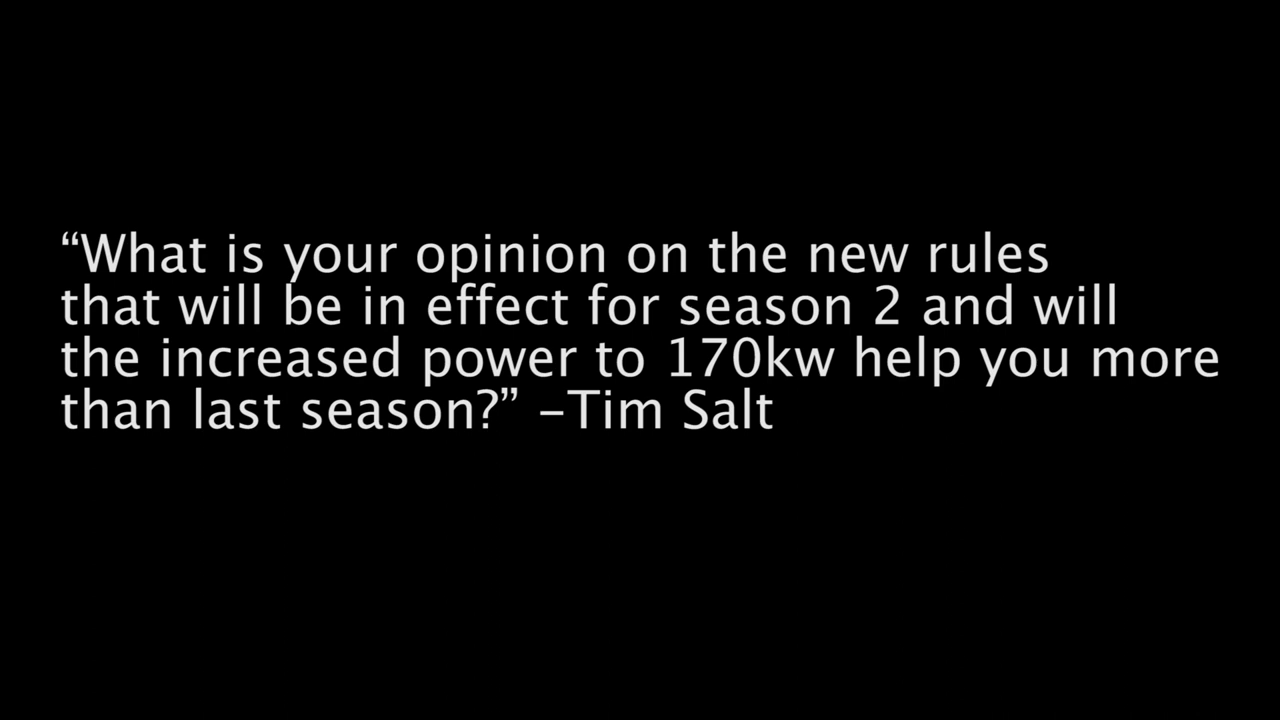 “What is your opinion on the new rules
that will be in effect for season 2 and will
the increased power to 170kw help you more
than last season?” –Tim Salt